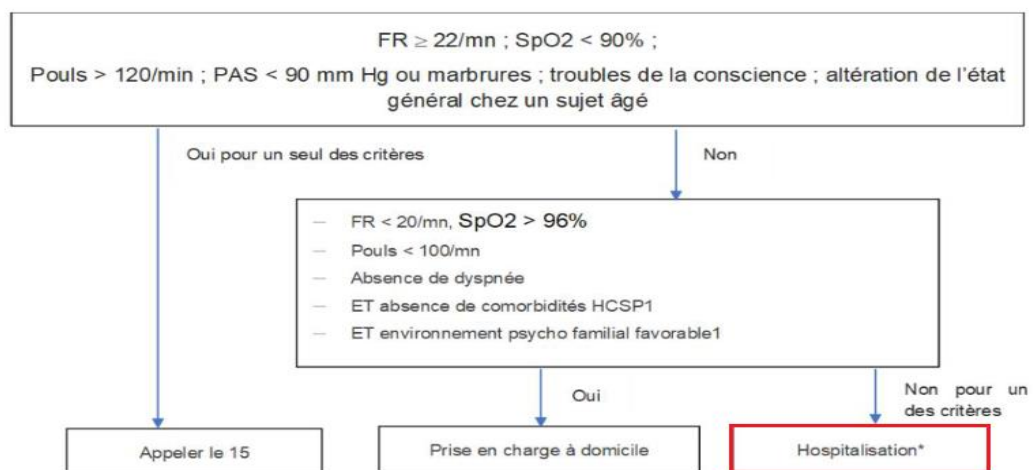 FR ≥ 22/mn ; SpO2 < 90% ;
Pouls > 120/min ; PAS < 90 mm Hg ou marbrures ; troubles de la conscience ; altération de l'état
général chez un sujet âgé
Oui pour un seul des critères
Non
– FR < 20/mn, SpO2 > 96%
– Pouls < 100/mn
– Absence de dyspnée
– ET absence de comorbidités HCSP1
– ET environnement psycho familial favorable1
Oui
Non pour un
des critères
Appeler le 15
Prise en charge à domicile
Hospitalisation*